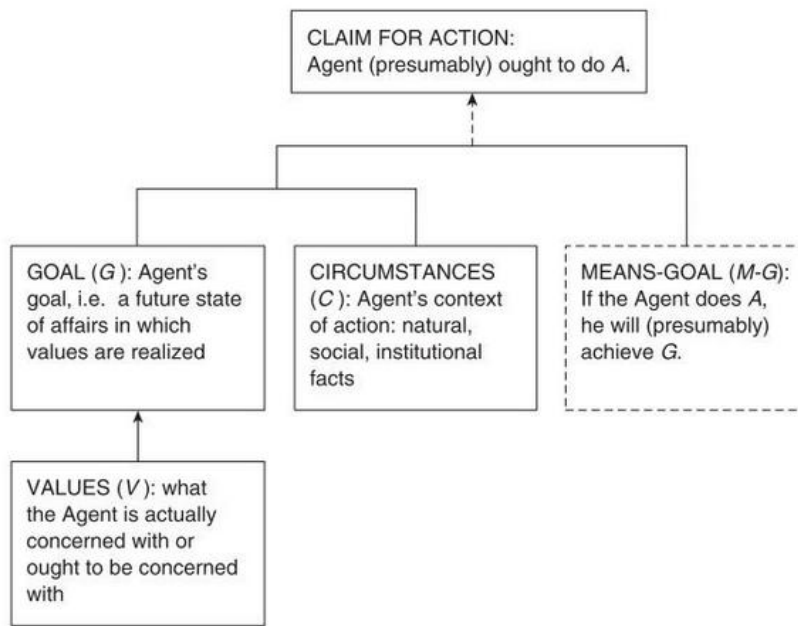 CLAIM FOR ACTION:
Agent (presumably) ought to do A.
GOAL (G): Agent's
goal, i.e. a future state
of affairs in which
values are realized
CIRCUMSTANCES
(C): Agent's context
of action: natural,
social, institutional
facts
MEANS-GOAL (M-G):
If the Agent does A,
he will (presumably)
achieve G.
VALUES (V): what
the Agent is actually
concerned with or
ought to be concerned
with